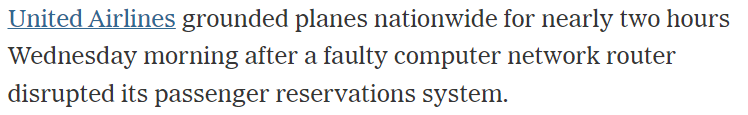 United Airlines grounded planes nationwide for nearly two hours
Wednesday morning after a faulty computer network router
disrupted its passenger reservations system.